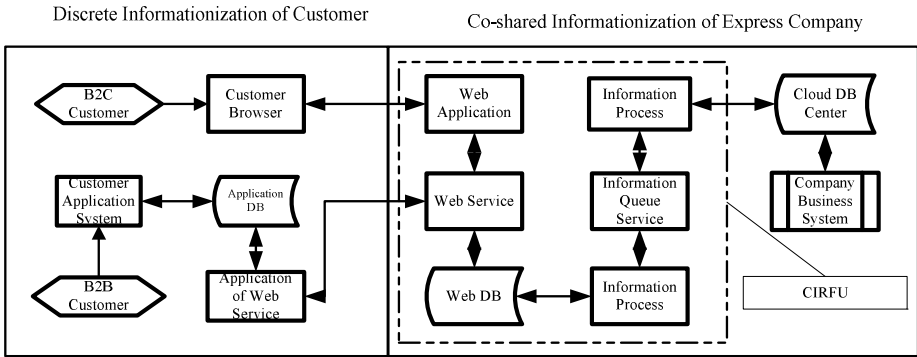 Discrete Informationization of Customer
Co-shared Informationization of Express Company
B2C
Customer
Customer
Browser
Web
Application
Information
Process
Cloud DB
Center
Customer
Application
System
Application
DB
Web Service
Information
Queue
Service
Company
Business
System
B2B
Customer
Application
of Web
Service
Web DB
Information
Process
CIRFU